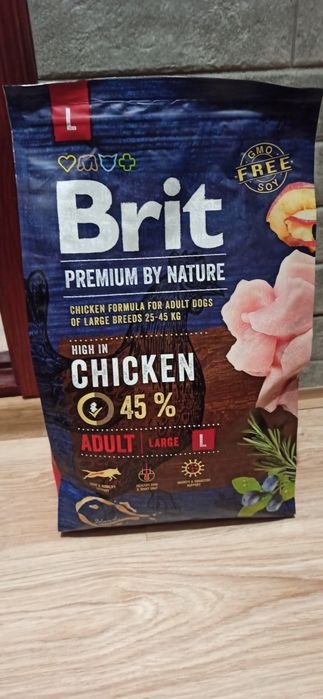 L
GMO
FREE
SOY
Brit
PREMIUM BY NATURE
CHICKEN FORMULA FOR ADULT DOGS
OF LARGE BREEDS 25-45 KG
HIGH IN
CHICKEN
45 %
ADULT LARGE L
SUPPORT